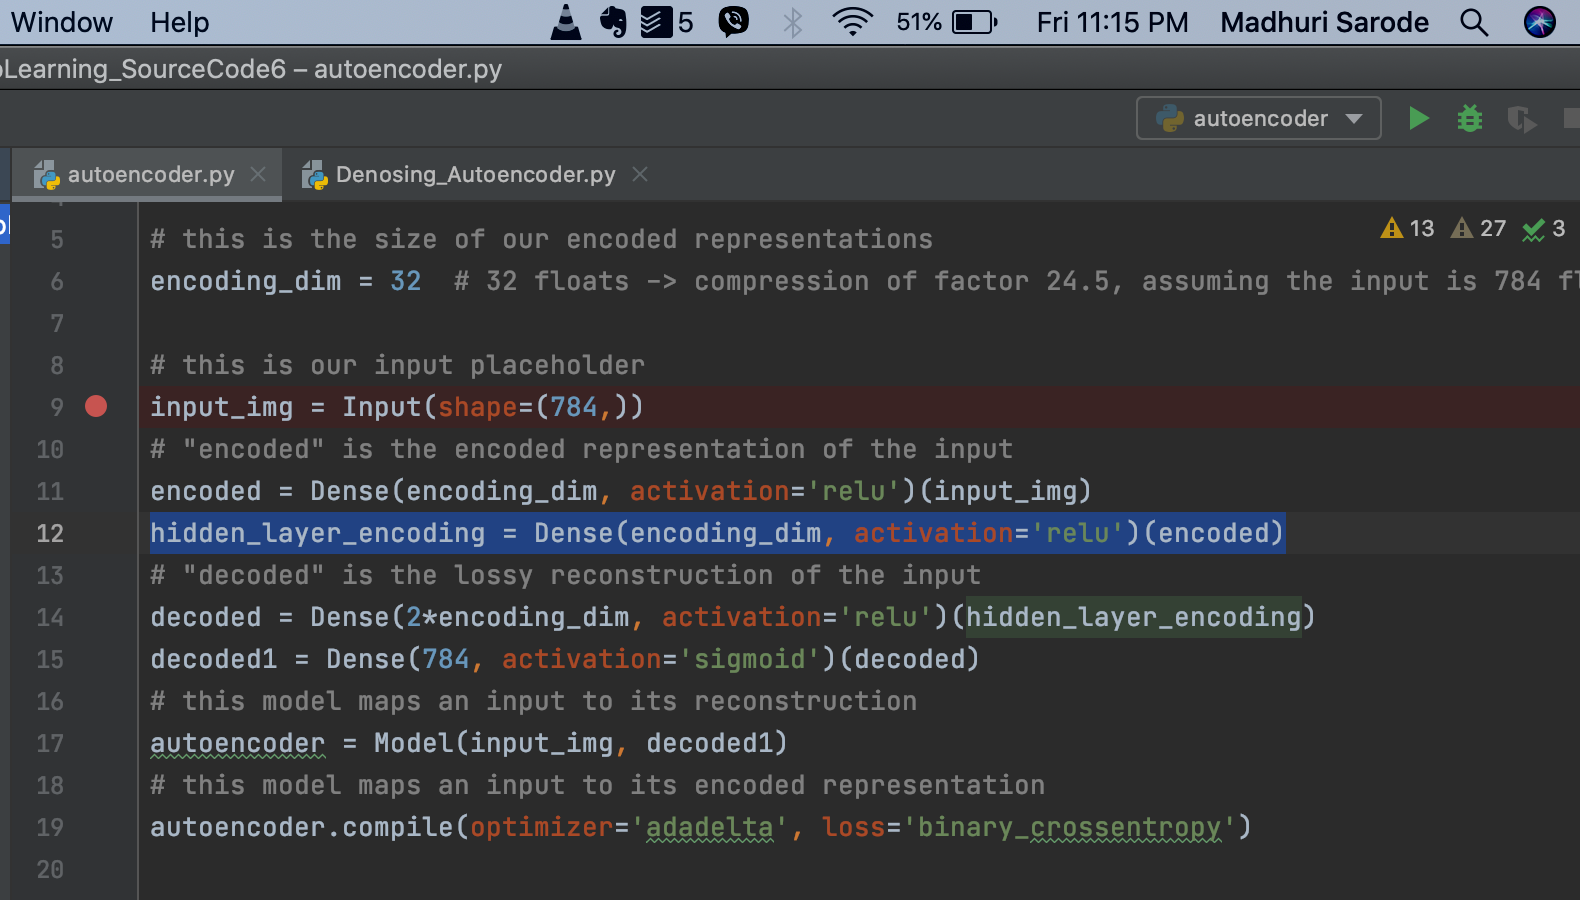 Window Help 5 51% Fri 11:15 PM Madhuri Sarode
Learning_SourceCode6 – autoencoder.py
autoencoder
autoencoder.py Denosing_Autoencoder.py
13 27 3
5 # this is the size of our encoded representations
6 encoding_dim = 32 # 32 floats -> compression of factor 24.5, assuming the input is 784
7
8 # this is our input placeholder
9 input_img = Input(shape=(784,))
10 # "encoded" is the encoded representation of the input
11 encoded = Dense(encoding_dim, activation='relu')(input_img)
12 hidden_layer_encoding = Dense(encoding_dim, activation='relu')(encoded)
13 # "decoded" is the lossy reconstruction of the input
14 decoded = Dense(2*encoding_dim, activation='relu')(hidden_layer_encoding)
15 decoded1 = Dense(784, activation='sigmoid')(decoded)
16 # this model maps an input to its reconstruction
17 autoencoder = Model(input_img, decoded1)
18 # this model maps an input to its encoded representation
19 autoencoder.compile(optimizer='adadelta', loss='binary_crossentropy')
20